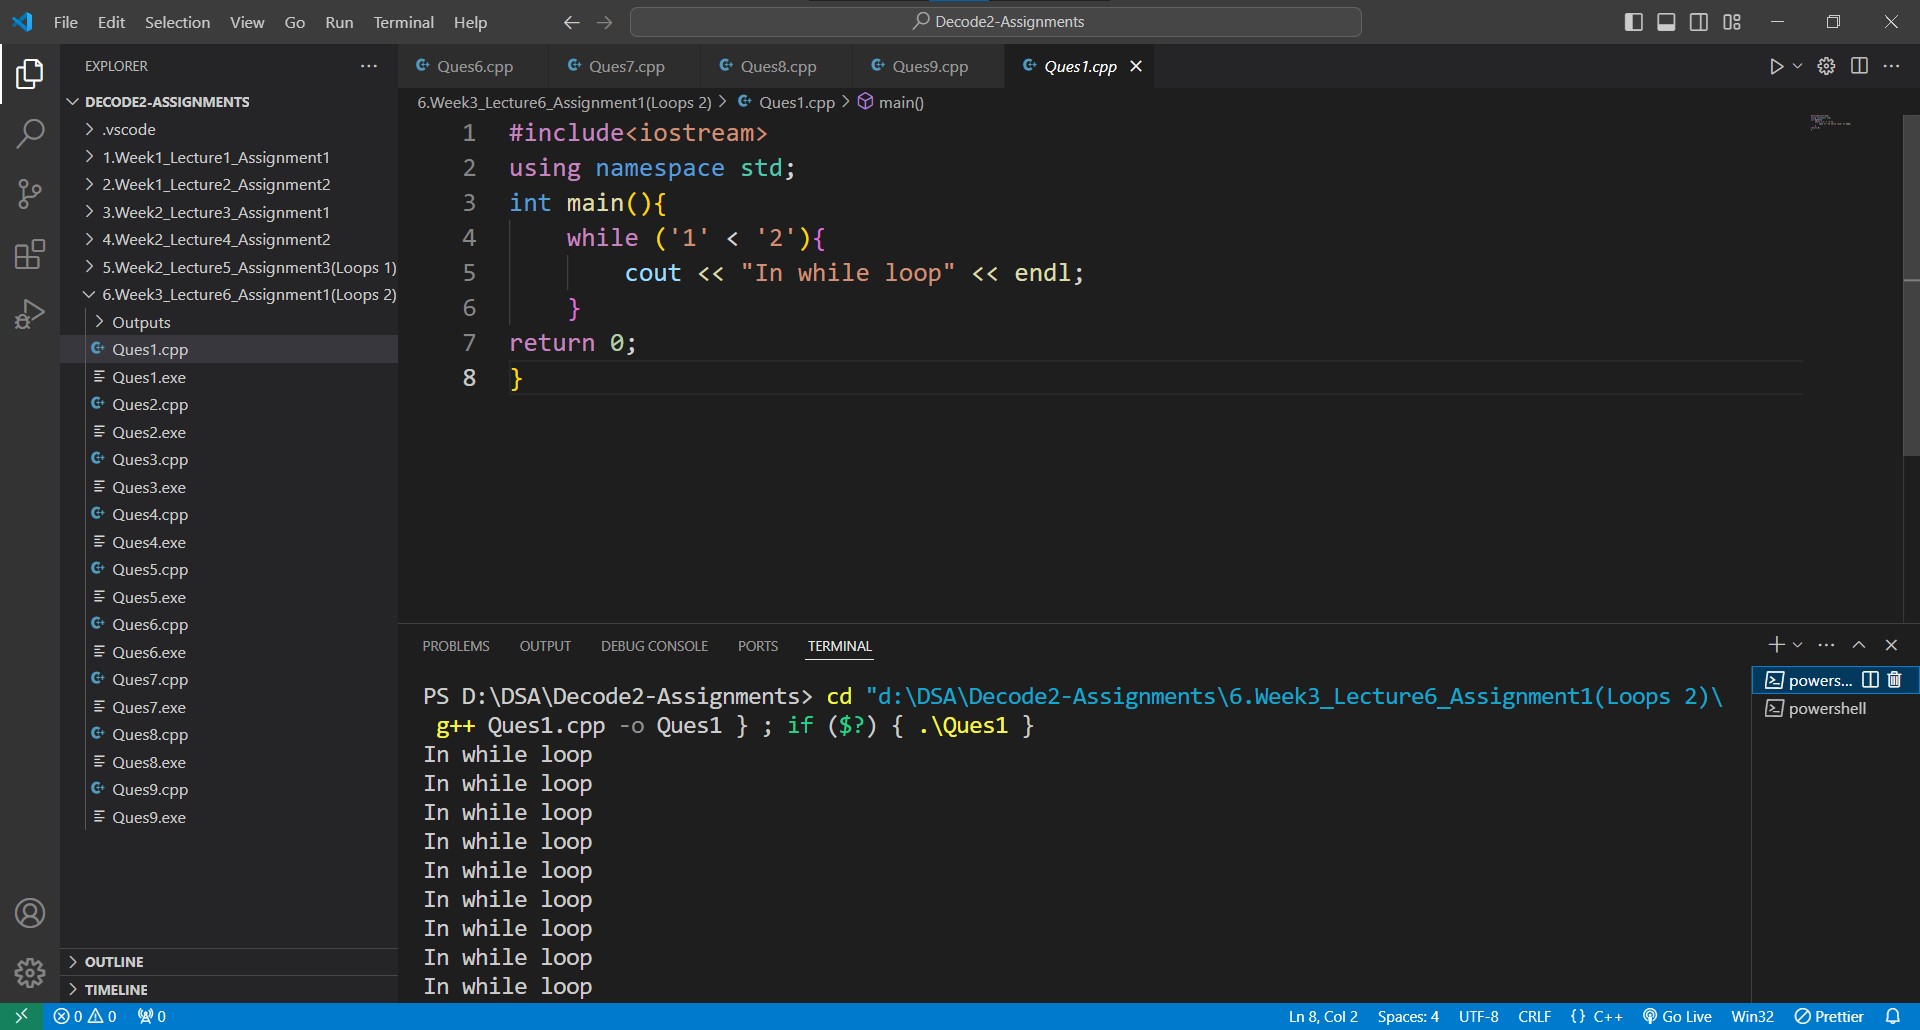 File Edit Selection View Go Run Terminal Help
Decode2-Assignments
EXPLORER
DECODE2-ASSIGNMENTS
.vscode
1.Week1_Lecture1_Assignment1
2.Week1_Lecture2_Assignment2
3.Week2_Lecture3_Assignment1
4.Week2_Lecture4_Assignment2
5.Week2_Lecture5_Assignment3(Loops 1)
6.Week3_Lecture6_Assignment1(Loops 2)
Outputs
Ques1.cpp
Ques1.exe
Ques2.cpp
Ques2.exe
Ques3.cpp
Ques3.exe
Ques4.cpp
Ques4.exe
Ques5.cpp
Ques5.exe
Ques6.cpp
Ques6.exe
Ques7.cpp
Ques7.exe
Ques8.cpp
Ques8.exe
Ques9.cpp
Ques9.exe
OUTLINE
TIMELINE
Ques6.cpp Ques7.cpp Ques8.cpp Ques9.cpp Ques1.cpp
6.Week3_Lecture6_Assignment1(Loops 2) > Ques1.cpp > main()
1 #include<iostream>
2 using namespace std;
3 int main(){
4 while ('1' < '2'){
5 cout << "In while loop" << endl;
6 }
7 return 0;
8 }
PROBLEMS OUTPUT DEBUG CONSOLE PORTS TERMINAL
PS D:\DSA\Decode2-Assignments> cd "d:\DSA\Decode2-Assignments\6.Week3_Lecture6_Assignment1(Loops 2)\
g++ Ques1.cpp -o Ques1 } ; if ($?) { .\Ques1 }
In while loop
In while loop
In while loop
In while loop
In while loop
In while loop
In while loop
In while loop
In while loop
powers...
powershell
0 0 0 Ln 8, Col 2 Spaces: 4 UTF-8 CRLF {} C++ Go Live Win32 Prettier